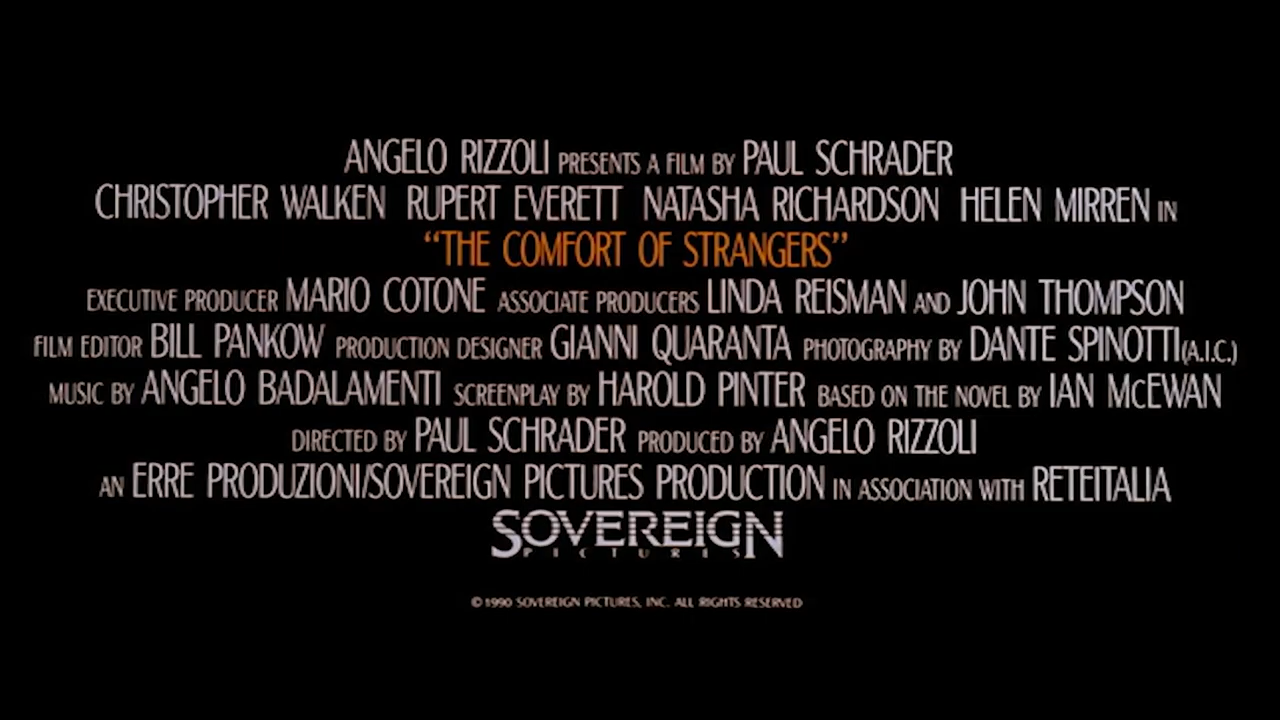 ANGELO RIZZOLI PRESENTS A FILM BY PAUL SCHRADER
CHRISTOPHER WALKEN RUPERT EVERETT NATASHA RICHARDSON HELEN MIRREN IN
“THE COMFORT OF STRANGERS”
EXECUTIVE PRODUCER MARIO COTONE ASSOCIATE PRODUCERS LINDA REISMAN AND JOHN THOMPSON
FILM EDITOR BILL PANKOW PRODUCTION DESIGNER GIANNI QUARANTA PHOTOGRAPHY BY DANTE SPINOTTI (A.I.C.)
MUSIC BY ANGELO BADALAMENTI SCREENPLAY BY HAROLD PINTER BASED ON THE NOVEL BY IAN McEWAN
DIRECTED BY PAUL SCHRADER PRODUCED BY ANGELO RIZZOLI
AN ERRE PRODUZIONI/SOVEREIGN PICTURES PRODUCTION IN ASSOCIATION WITH RETEITALIA
SOVEREIGN
PICTURES
© 1990 SOVEREIGN PICTURES, INC. ALL RIGHTS RESERVED